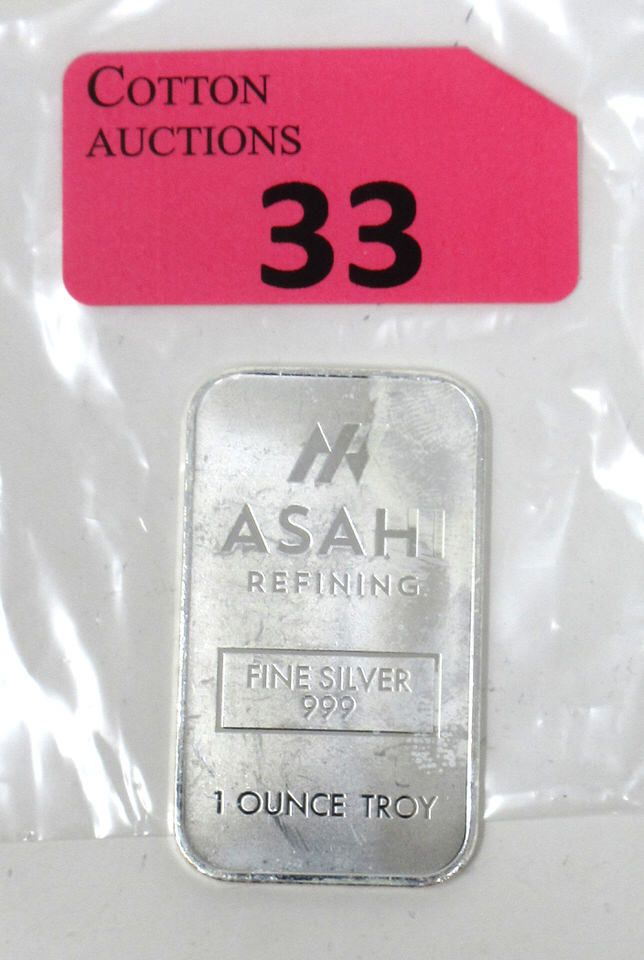 COTTON
AUCTIONS
33
ASAHI
REFINING
FINE SILVER
999
1 OUNCE TROY